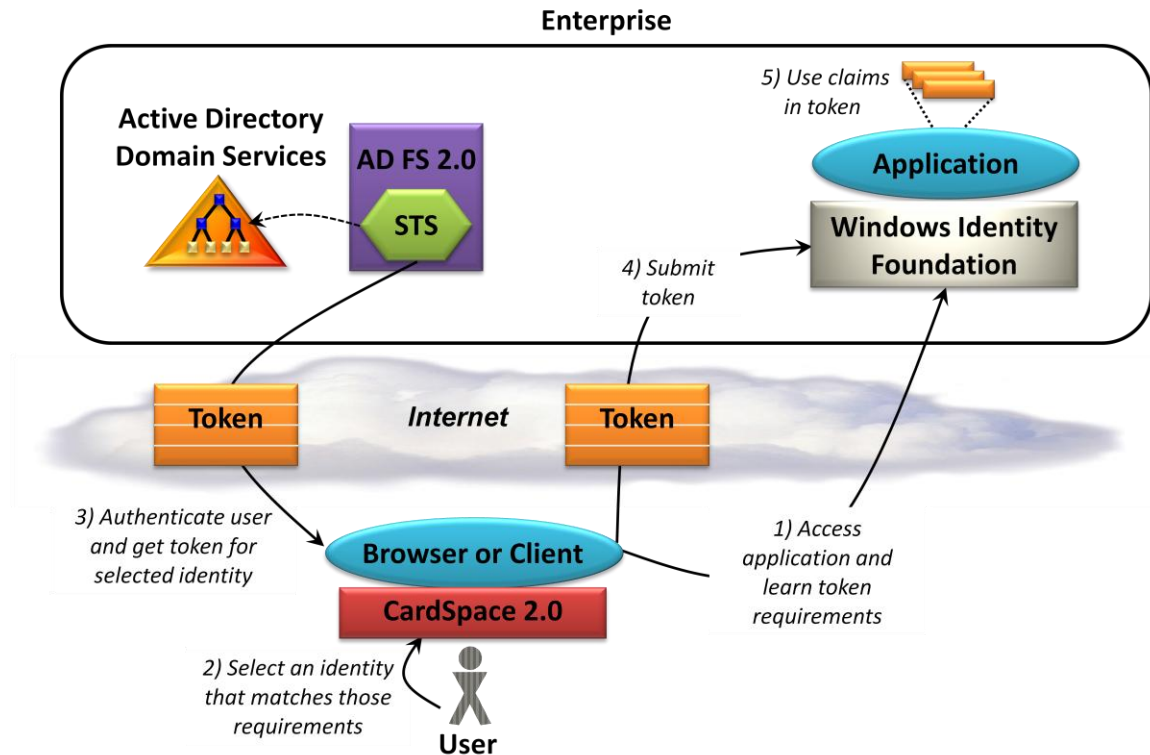 Enterprise
Active Directory
Domain Services
AD FS 2.0
STS
5) Use claims
in token
Application
Windows Identity
Foundation
4) Submit
token
Token
Internet
Token
3) Authenticate user
and get token for
selected identity
Browser or Client
CardSpace 2.0
1) Access
application and
learn token
requirements
2) Select an identity
that matches those
requirements
User